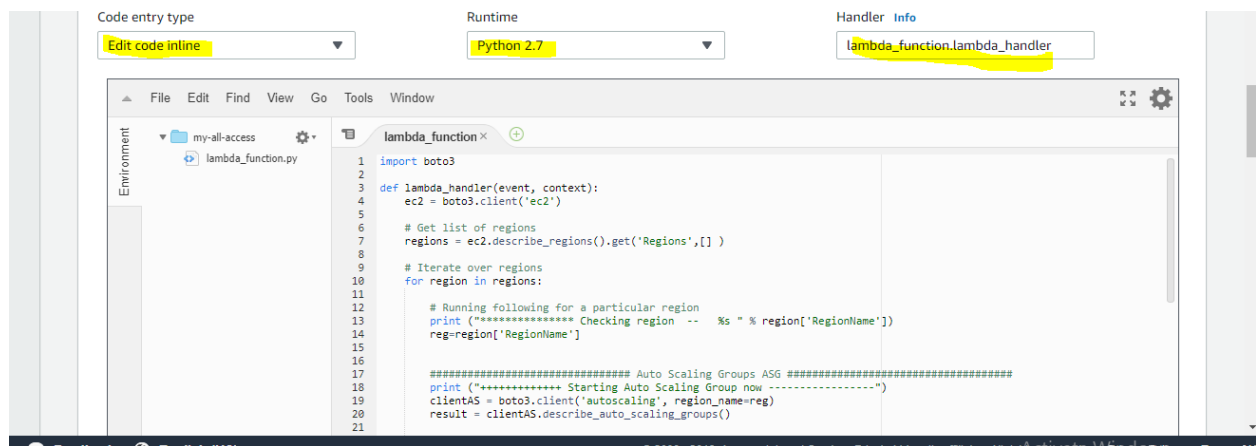 Code entry type Runtime Handler Info
Edit code inline Python 2.7 lambda_function.lambda_handler
File Edit Find View Go Tools Window
Environment
my-all-access
lambda_function.py
lambda_function
1 import boto3
2
3 def lambda_handler(event, context):
4 ec2 = boto3.client('ec2')
5
6 # Get list of regions
7 regions = ec2.describe_regions().get('Regions',[] )
8
9 # Iterate over regions
10 for region in regions:
11
12 # Running following for a particular region
13 print ("*************** Checking region -- %s " % region['RegionName'])
14 reg=region['RegionName']
15
16
17 ################################ Auto Scaling Groups ASG ####################################
18 print ("+++++++++++++ Starting Auto Scaling Group now -----------------")
19 clientAS = boto3.client('autoscaling', region_name=reg)
20 result = clientAS.describe_auto_scaling_groups()
21